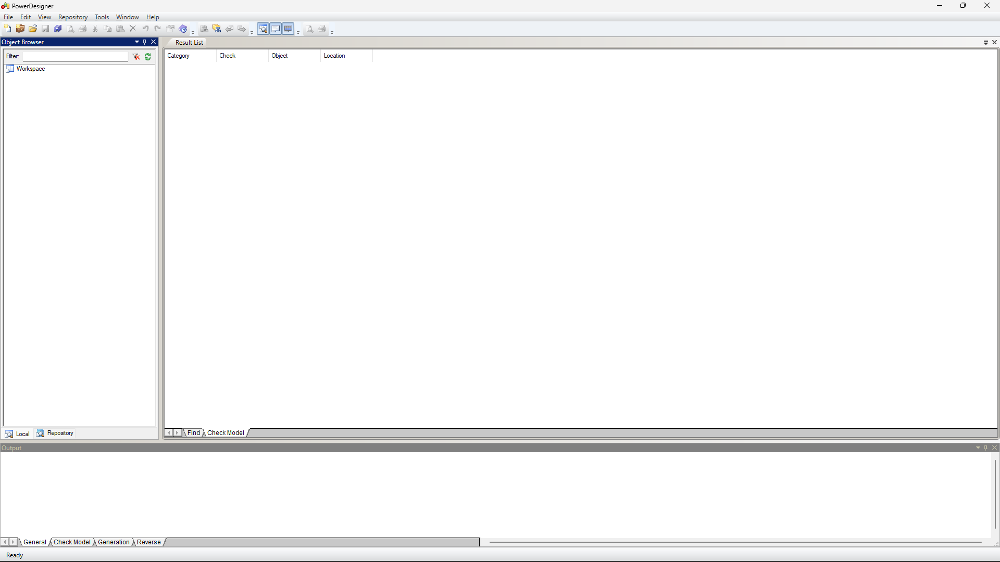 PowerDesigner
File Edit View Repository Tools Window Help
Object Browser
Filter:
Workspace
Local Repository
Result List
Category Check Object Location
Find Check Model
Output
General Check Model Generation Reverse
Ready